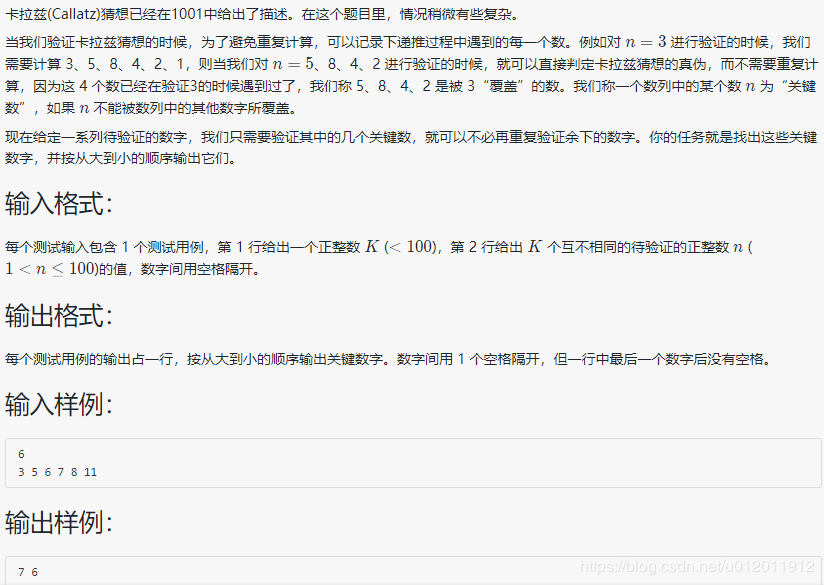 卡拉兹(Callatz)猜想已经在1001中给出了描述。在这个题目里，情况稍微有些复杂。
当我们验证卡拉兹猜想的时候，为了避免重复计算，可以记录下递推过程中遇到的每一个数。例如对 n = 3 进行验证的时候，我们
需要计算 3、5、8、4、2、1，则当我们对 n = 5、8、4、2 进行验证的时候，就可以直接判定卡拉兹猜想的真伪，而不需要重复计
算，因为这 4 个数已经在验证3的时候遇到过了，我们称 5、8、4、2 是被 3“覆盖”的数。我们称一个数列中的某个数 n 为“关键
数”，如果 n 不能被数列中的其他数字所覆盖。
现在给定一系列待验证的数字，我们只需要验证其中的几个关键数，就可以不必再重复验证余下的数字。你的任务就是找出这些关键
数字，并按从大到小的顺序输出它们。
输入格式：
每个测试输入包含 1 个测试用例，第 1 行给出一个正整数 K (< 100)，第 2 行给出 K 个互不相同的待验证的正整数 n (
1 < n ≤ 100)的值，数字间用空格隔开。
输出格式：
每个测试用例的输出占一行，按从大到小的顺序输出关键数字。数字间用 1 个空格隔开，但一行中最后一个数字后没有空格。
输入样例：
6
3 5 6 7 8 11
输出样例：
7 6
https://blog.csdn.net/u012011912